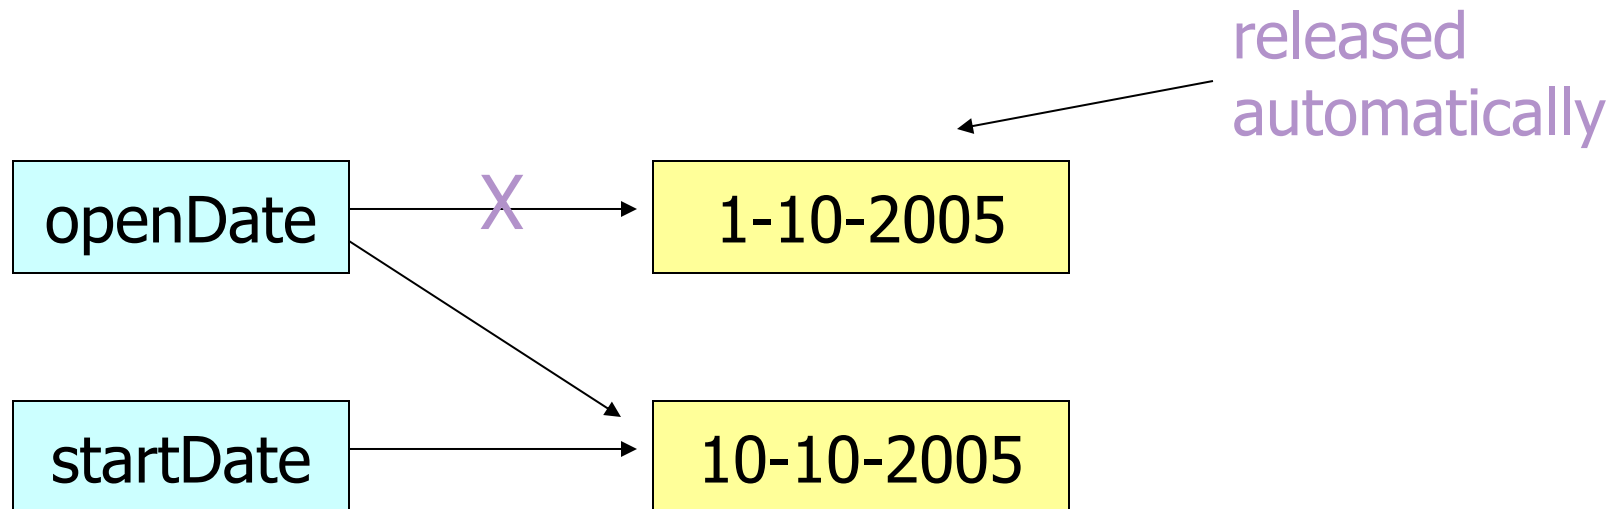 released
automatically
openDate
X
1-10-2005
startDate
10-10-2005